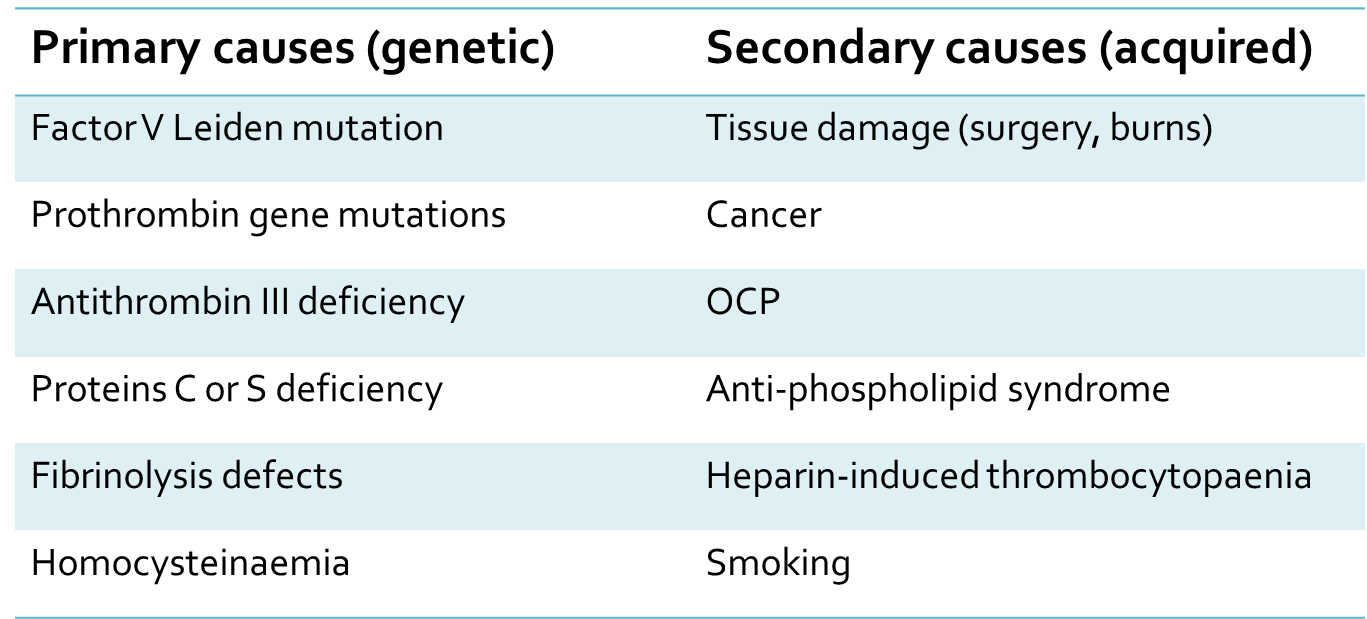 Primary causes (genetic) Secondary causes (acquired)
Factor V Leiden mutation Tissue damage (surgery, burns)
Prothrombin gene mutations Cancer
Antithrombin III deficiency OCP
Proteins C or S deficiency Anti-phospholipid syndrome
Fibrinolysis defects Heparin-induced thrombocytopaenia
Homocysteinaemia Smoking